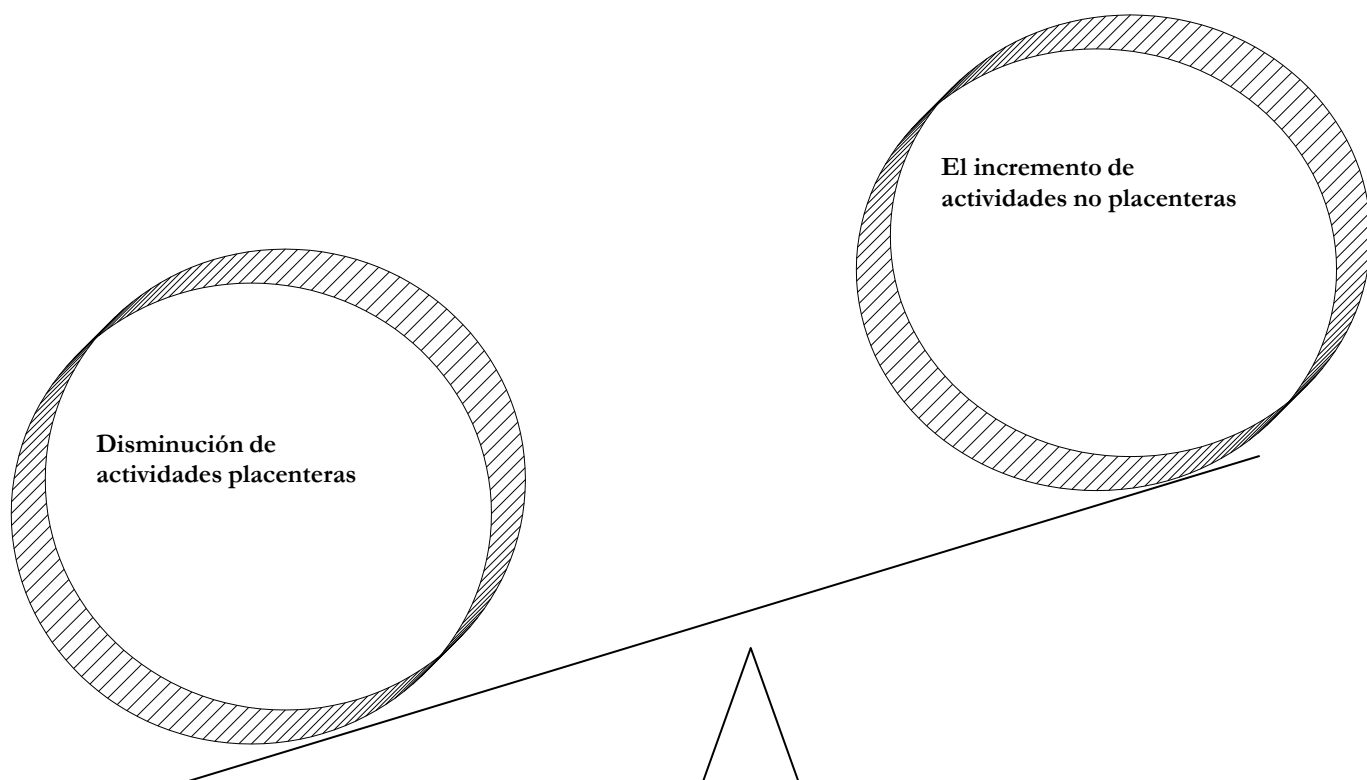 El incremento de
actividades no placenteras
Disminución de
actividades placenteras